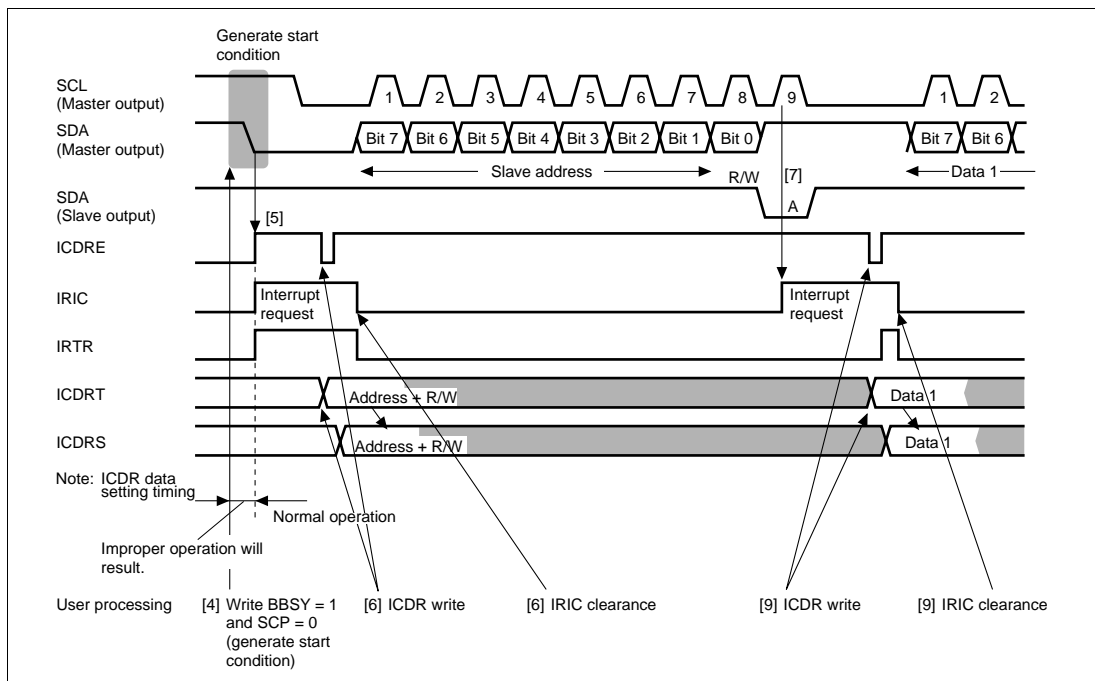 Generate start
condition
SCL
(Master output)
1 2 3 4 5 6 7 8 9 1 2
SDA
(Master output)
Bit 7 Bit 6 Bit 5 Bit 4 Bit 3 Bit 2 Bit 1 Bit 0 Bit 7 Bit 6
Slave address R/W [7] Data 1
SDA
(Slave output)
A
[5]
ICDRE
IRIC
Interrupt
request
Interrupt
request
IRTR
ICDRT
Address + R/W Data 1
ICDRS
Address + R/W Data 1
Note: ICDR data
setting timing
Normal operation
Improper operation will
result.
User processing [4] Write BBSY = 1
and SCP = 0
(generate start
condition)
[6] ICDR write [6] IRIC clearance [9] ICDR write [9] IRIC clearance